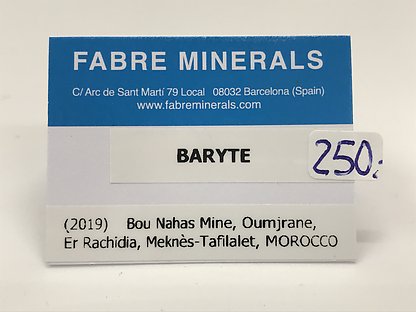 FABRE MINERALS
C/ Arc de Sant Martí 79 Local 08032 Barcelona (Spain)
www.fabreminerals.com
BARYTE
250.-
(2019) Bou Nahas Mine, Oumjrane,
Er Rachidia, Meknès-Tafilalet, MOROCCO